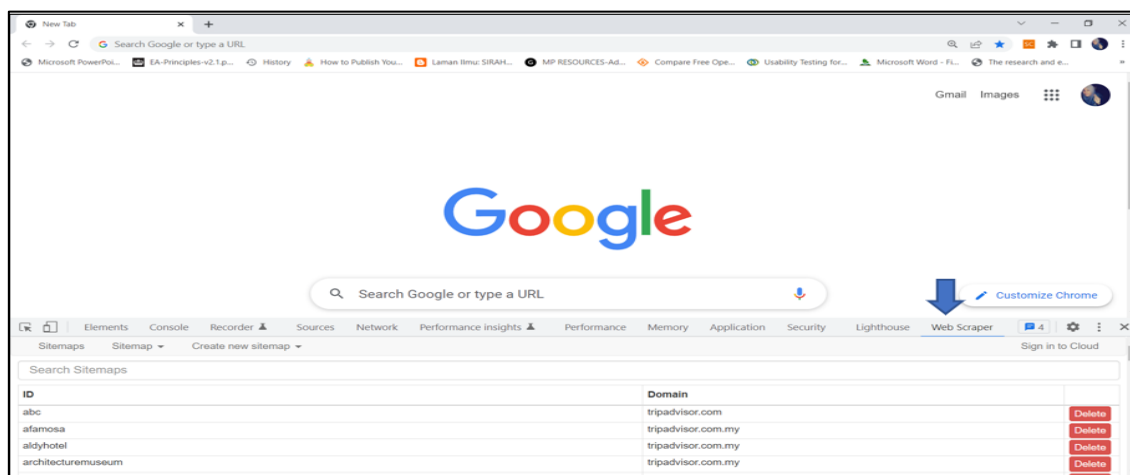 New Tab
Search Google or type a URL
Microsoft PowerPoi... EA-Principles-v2.1.p... History How to Publish You... Laman Ilmu: SIRAH... MP RESOURCES-Ad... Compare Free Ope... Usability Testing for... Microsoft Word - Fi... The research and e... »
Gmail Images
Google
Search Google or type a URL
Customize Chrome
Elements Console Recorder Sources Network Performance insights Performance Memory Application Security Lighthouse Web Scraper 4
Sitemaps Sitemap Create new sitemap Sign in to Cloud
Search Sitemaps
ID Domain
abc tripadvisor.com Delete
afamosa tripadvisor.com.my Delete
aldyhotel tripadvisor.com.my Delete
architecturemuseum tripadvisor.com.my Delete